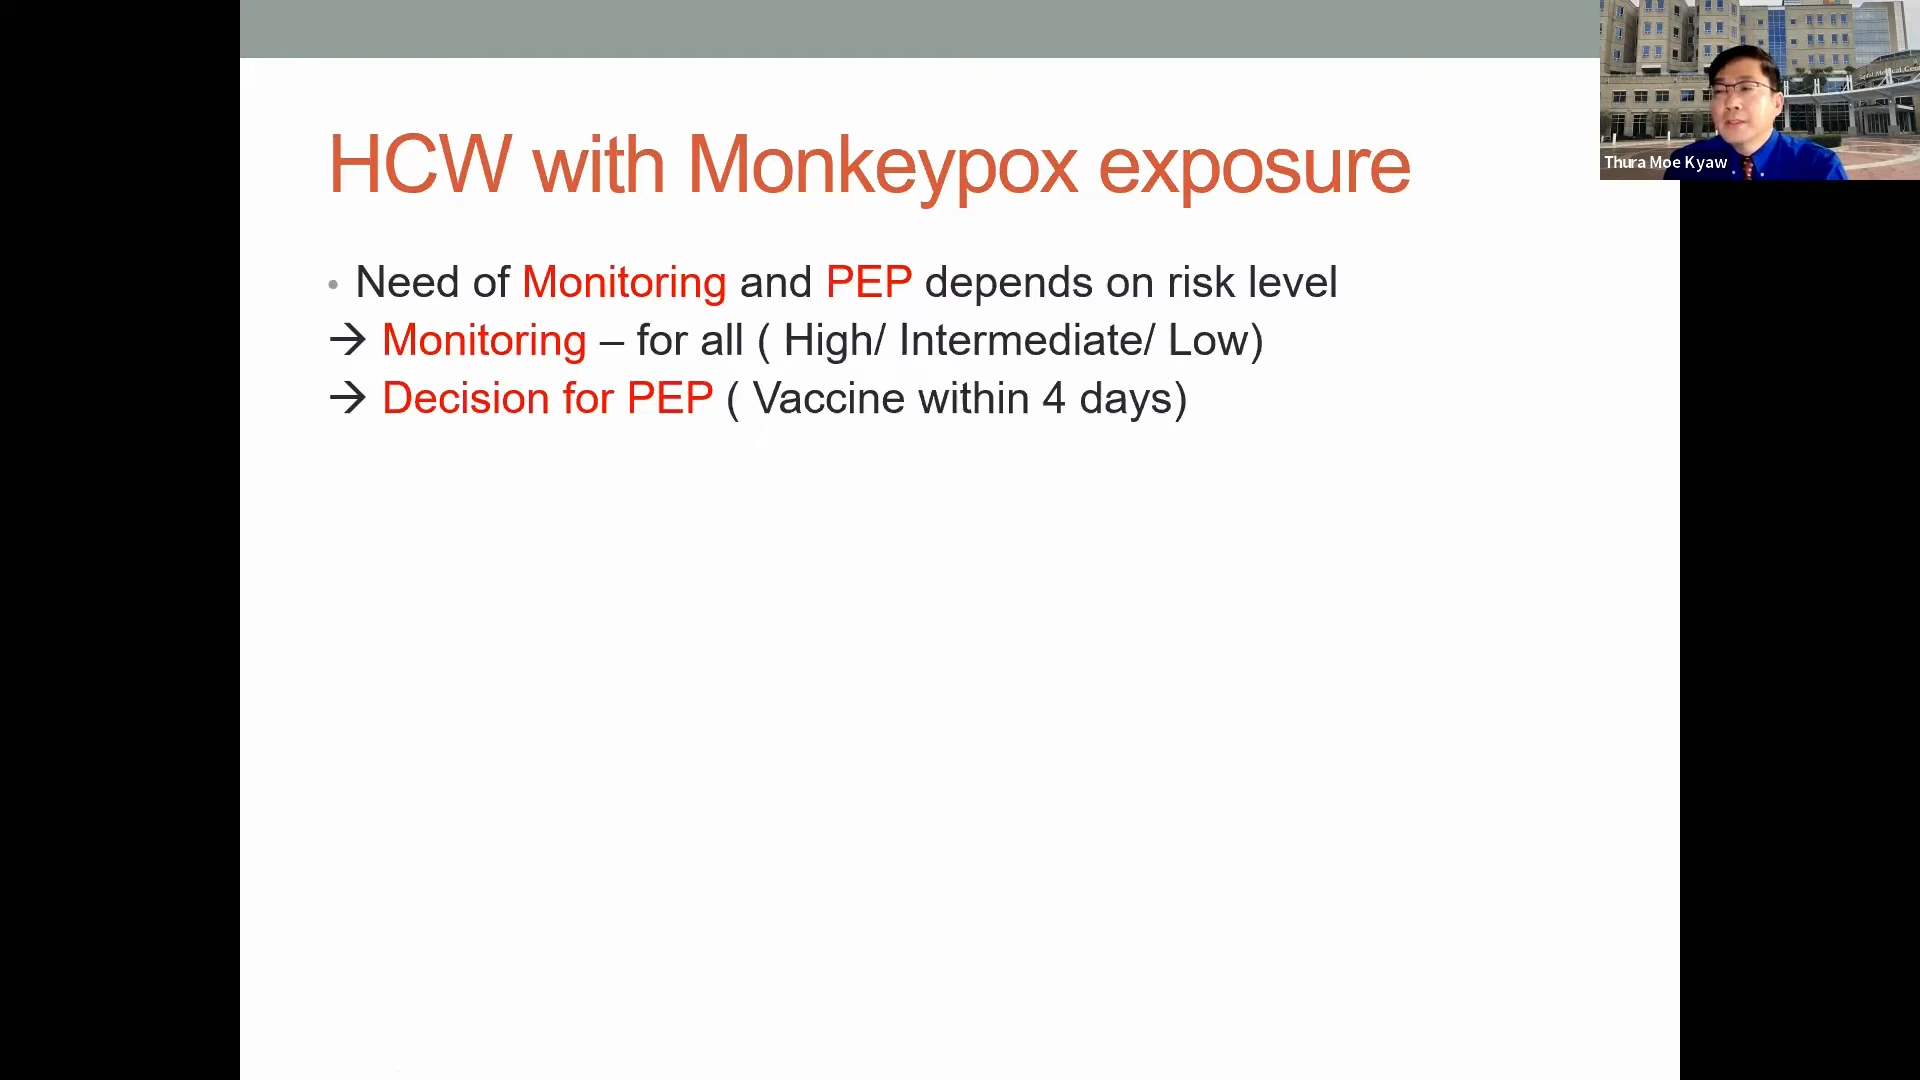 HCW with Monkeypox exposure
• Need of Monitoring and PEP depends on risk level
→ Monitoring – for all ( High/ Intermediate/ Low)
→ Decision for PEP ( Vaccine within 4 days)
Thura Moe Kyaw